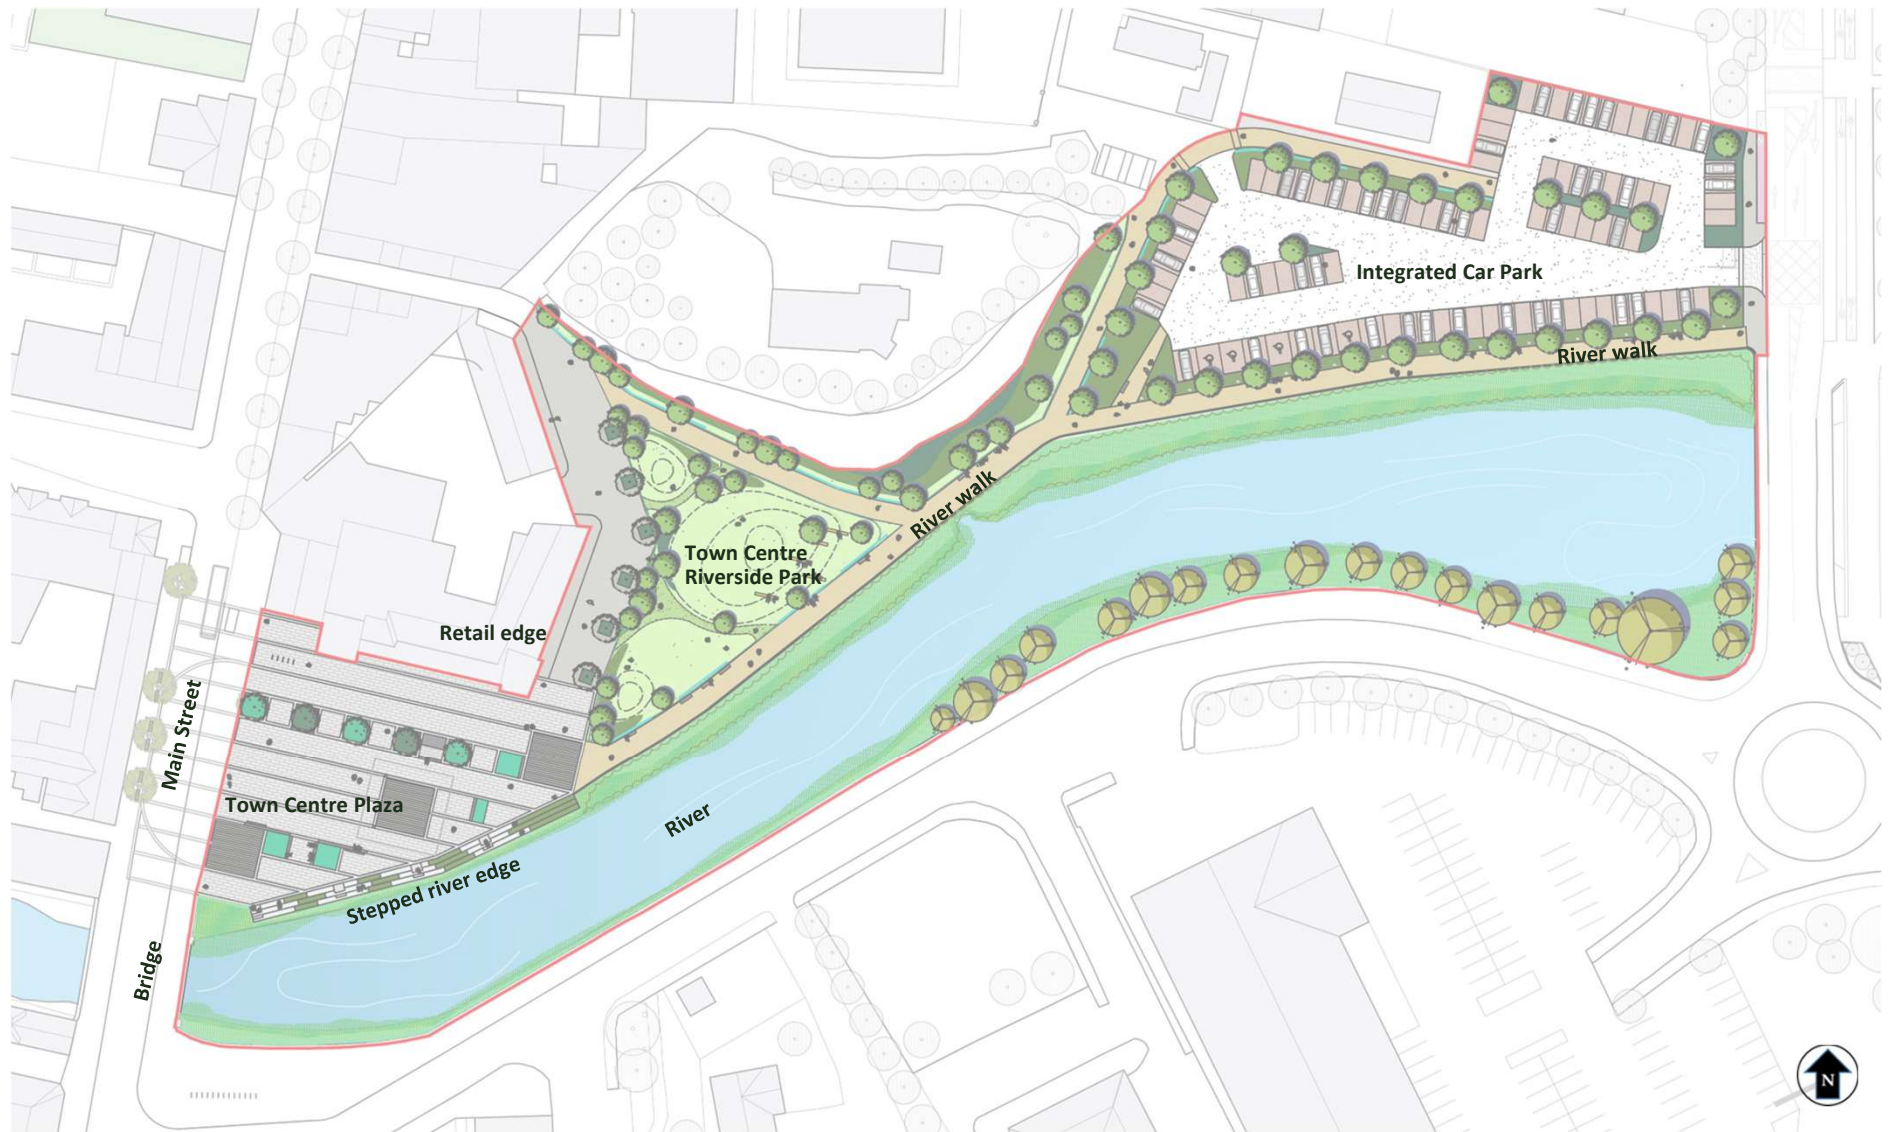 Integrated Car Park
River walk
River walk
Town Centre
Riverside Park
Retail edge
Main Street
Town Centre Plaza
River
Stepped river edge
Bridge
N